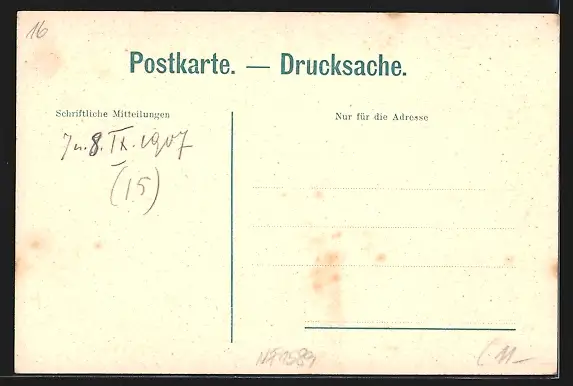 16
Postkarte. — Drucksache.
Schriftliche Mitteilungen
Nur für die Adresse
7 u. 8. IX. 1907
(15)